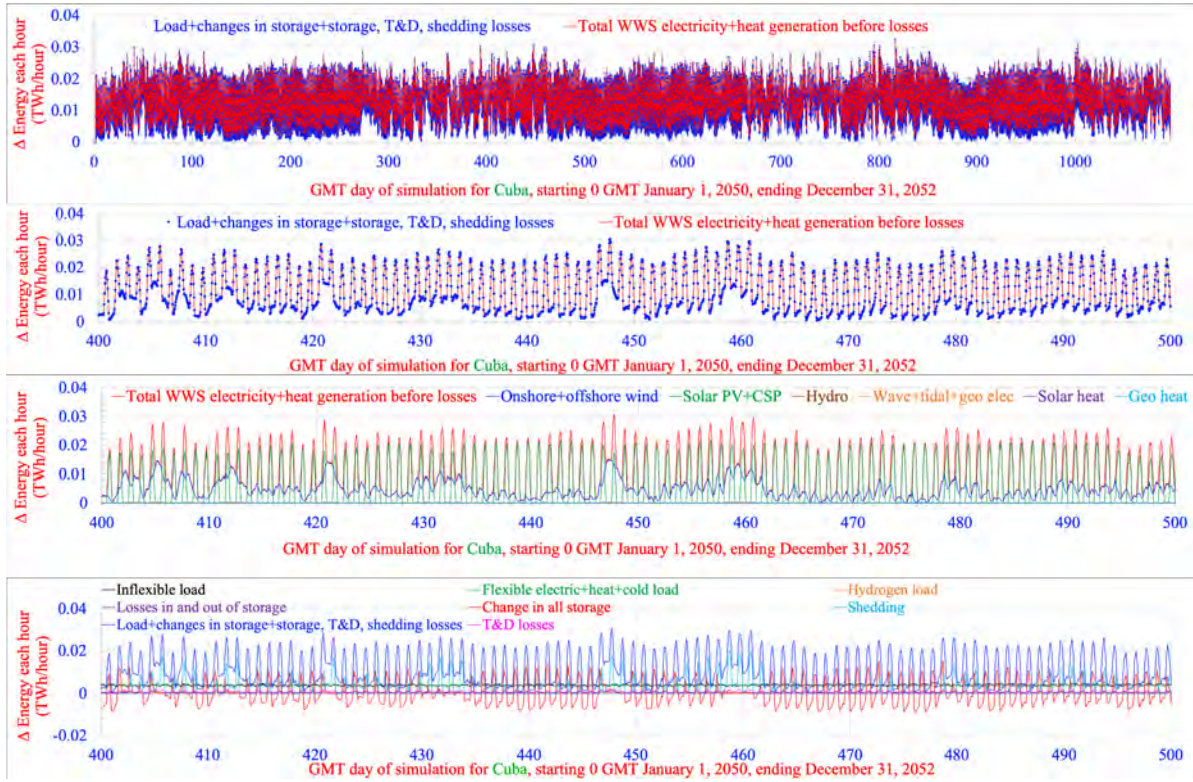 Load+changes in storage+storage, T&D, shedding losses —Total WWS electricity+heat generation before losses
Δ Energy each hour
(TWh/hour)
0.04
0.03
0.02
0.01
0
0 100 200 300 400 500 600 700 800 900 1000
GMT day of simulation for Cuba, starting 0 GMT January 1, 2050, ending December 31, 2052
Load+changes in storage+storage, T&D, shedding losses —Total WWS electricity+heat generation before losses
Δ Energy each hour
(TWh/hour)
0.04
0.03
0.02
0.01
0
400 410 420 430 440 450 460 470 480 490 500
GMT day of simulation for Cuba, starting 0 GMT January 1, 2050, ending December 31, 2052
—Total WWS electricity+heat generation before losses —Onshore+offshore wind —Solar PV+CSP —Hydro —Wave+tidal+geo elec —Solar heat —Geo heat
Δ Energy each hour
(TWh/hour)
0.04
0.03
0.02
0.01
0
400 410 420 430 440 450 460 470 480 490 500
GMT day of simulation for Cuba, starting 0 GMT January 1, 2050, ending December 31, 2052
—Inflexible load —Flexible electric+heat+cold load —Hydrogen load
—Losses in and out of storage —Change in all storage —Shedding
—Load+changes in storage+storage, T&D, shedding losses —T&D losses
Δ Energy each hour
(TWh/hour)
0.04
0.02
0
-0.02
400 410 420 430 440 450 460 470 480 490 500
GMT day of simulation for Cuba, starting 0 GMT January 1, 2050, ending December 31, 2052